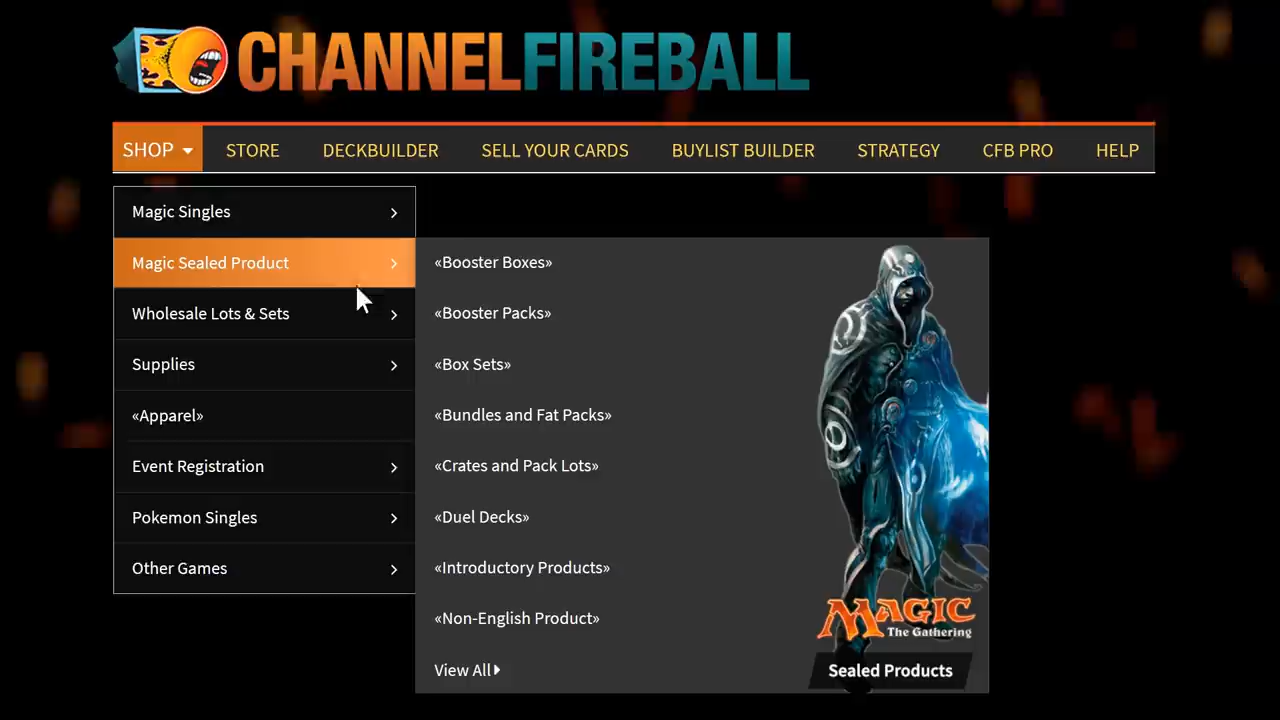 CHANNELFIREBALL
SHOP STORE DECKBUILDER SELL YOUR CARDS BUYLIST BUILDER STRATEGY CFB PRO HELP
Magic Singles
Magic Sealed Product
Wholesale Lots & Sets
Supplies
«Apparel»
Event Registration
Pokemon Singles
Other Games
«Booster Boxes»
«Booster Packs»
«Box Sets»
«Bundles and Fat Packs»
«Crates and Pack Lots»
«Duel Decks»
«Introductory Products»
«Non-English Product»
View All
MAGIC
The Gathering
Sealed Products